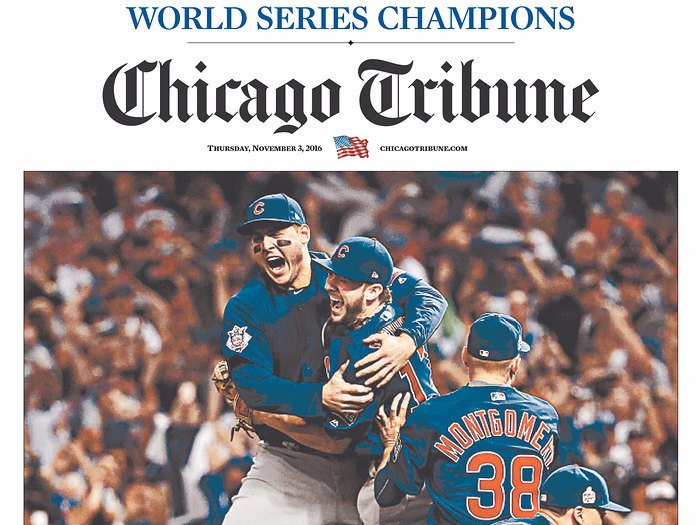 WORLD SERIES CHAMPIONS
Chicago Tribune
THURSDAY, NOVEMBER 3, 2016 CHICAGOTRIBUNE.COM
C
C
MONTGOMER
38